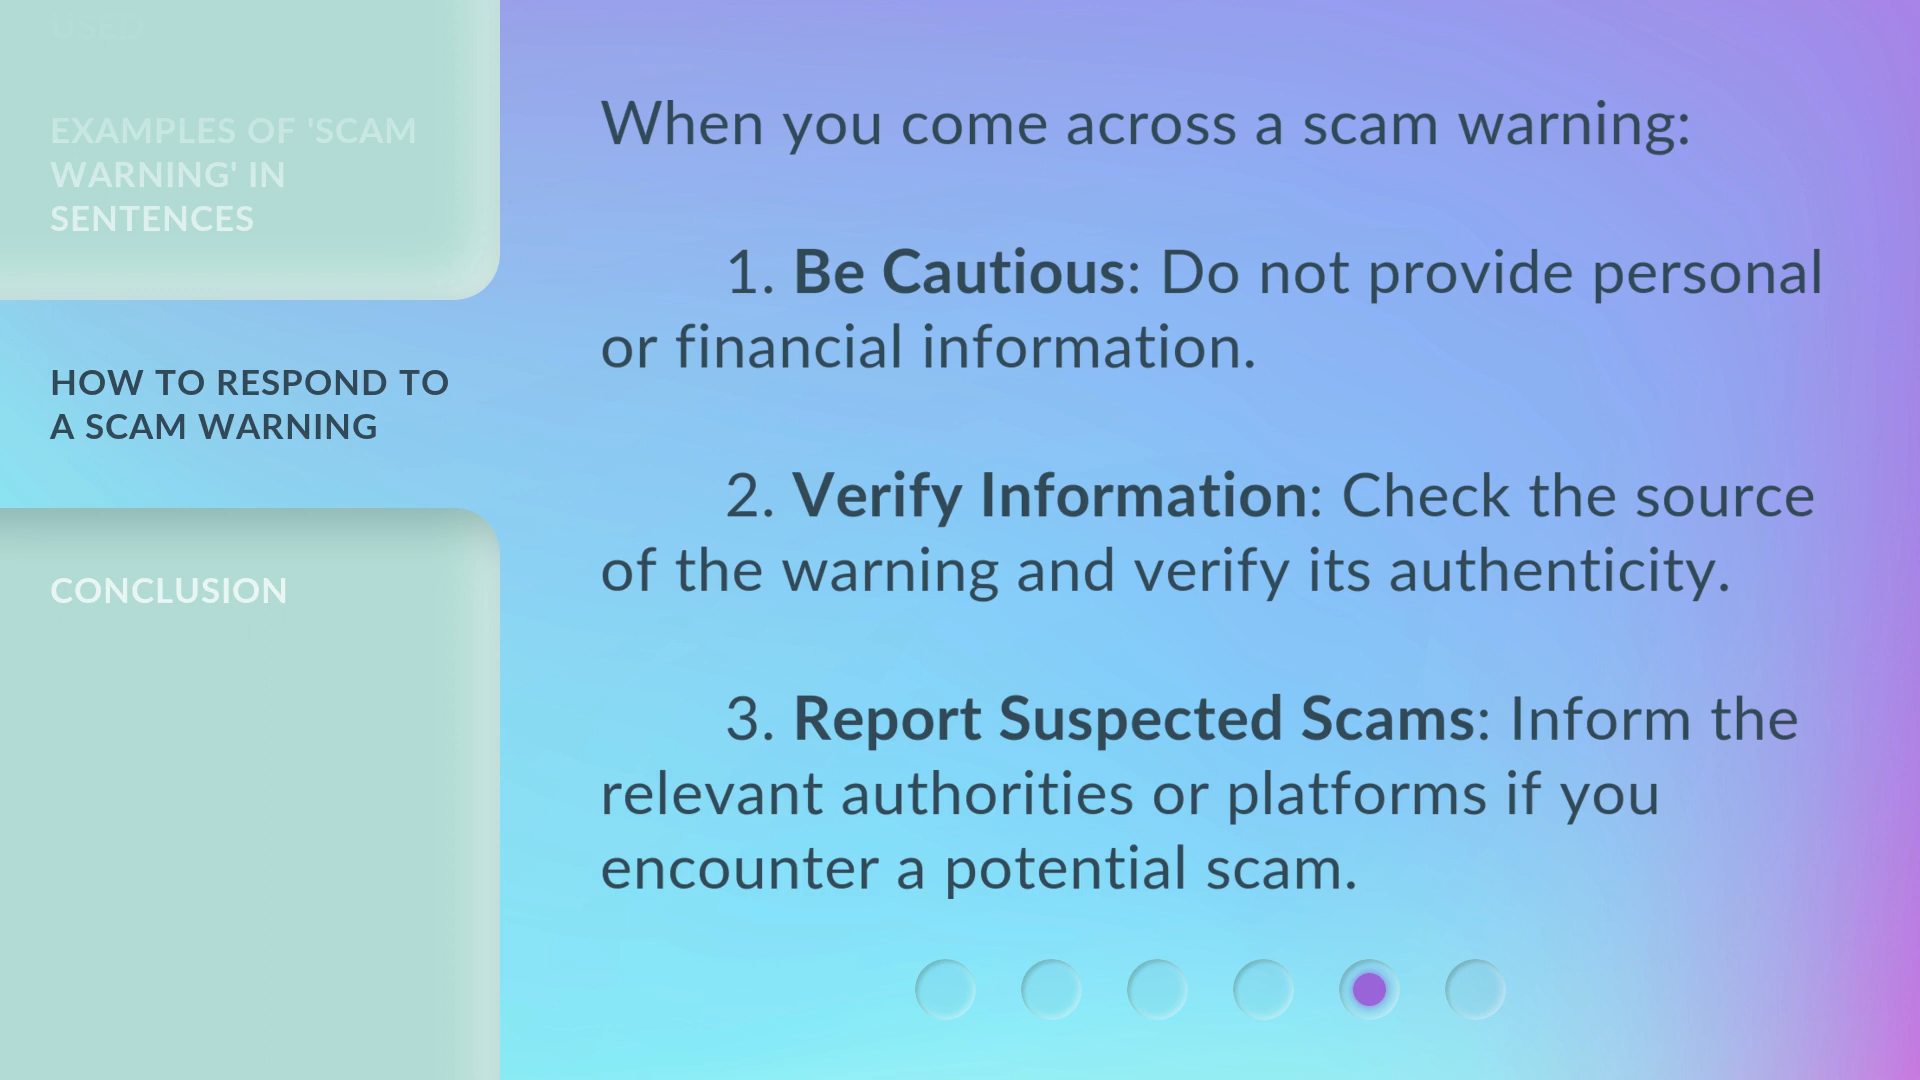 USED
EXAMPLES OF 'SCAM
WARNING' IN
SENTENCES
HOW TO RESPOND TO
A SCAM WARNING
CONCLUSION
When you come across a scam warning:
1. Be Cautious: Do not provide personal
or financial information.
2. Verify Information: Check the source
of the warning and verify its authenticity.
3. Report Suspected Scams: Inform the
relevant authorities or platforms if you
encounter a potential scam.